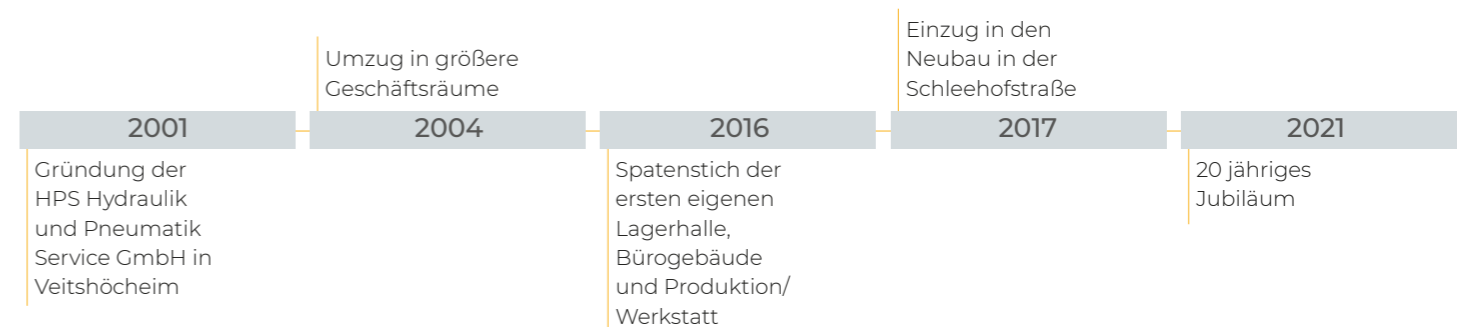 2001
Gründung der
HPS Hydraulik
und Pneumatik
Service GmbH in
Veitshöcheim
Umzug in größere
Geschäftsräume
2004
2016
Spatenstich der
ersten eigenen
Lagerhalle,
Bürogebäude
und Produktion/
Werkstatt
Einzug in den
Neubau in der
Schleehofstraße
2017
2021
20 jähriges
Jubiläum